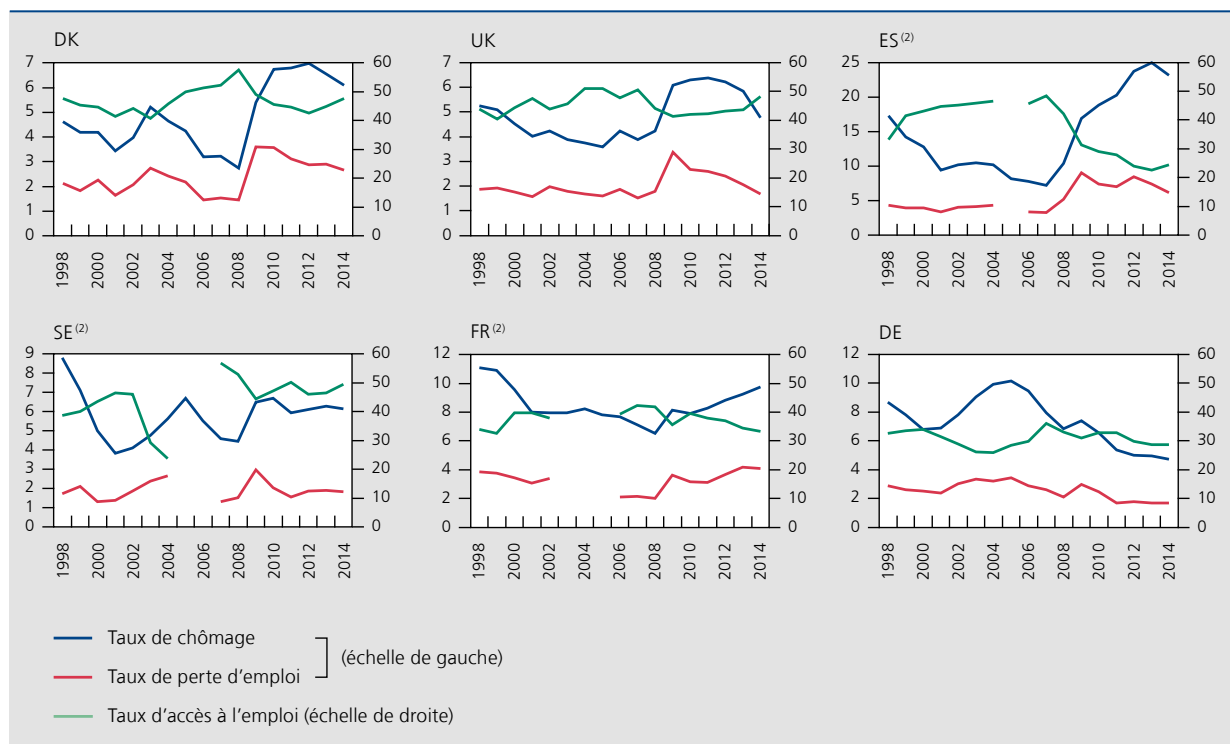 DK
UK
ES (2)
7 6 5 4 3 2 1 0
60 50 40 30 20 10 0
7 6 5 4 3 2 1 0
60 50 40 30 20 10 0
25 20 15 10 5 0
60 50 40 30 20 10 0
1998 2000 2002 2004 2006 2008 2010 2012 2014
1998 2000 2002 2004 2006 2008 2010 2012 2014
1998 2000 2002 2004 2006 2008 2010 2012 2014
SE (2)
FR (2)
DE
9 8 7 6 5 4 3 2 1 0
60 50 40 30 20 10 0
12 10 8 6 4 2 0
60 50 40 30 20 10 0
12 10 8 6 4 2 0
60 50 40 30 20 10 0
1998 2000 2002 2004 2006 2008 2010 2012 2014
1998 2000 2002 2004 2006 2008 2010 2012 2014
1998 2000 2002 2004 2006 2008 2010 2012 2014
Taux de chômage
(échelle de gauche)
Taux de perte d'emploi
Taux d'accès à l'emploi (échelle de droite)